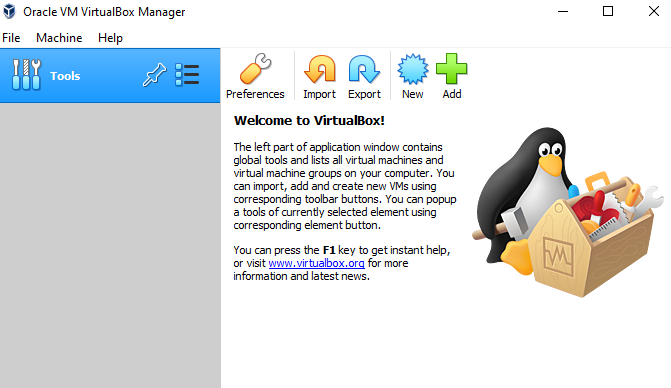 Oracle VM VirtualBox Manager
File Machine Help
Tools
Preferences Import Export New Add
Welcome to VirtualBox!
The left part of application window contains
global tools and lists all virtual machines and
virtual machine groups on your computer. You
can import, add and create new VMs using
corresponding toolbar buttons. You can popup
a tools of currently selected element using
corresponding element button.
You can press the F1 key to get instant help,
or visit www.virtualbox.org for more
information and latest news.